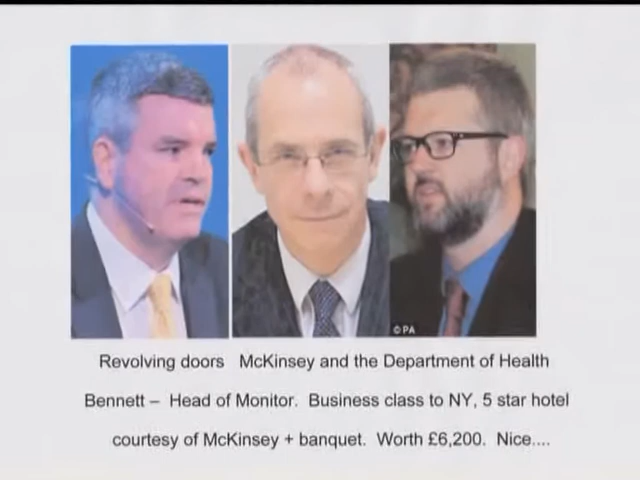 © PA
Revolving doors McKinsey and the Department of Health
Bennett – Head of Monitor. Business class to NY, 5 star hotel
courtesy of McKinsey + banquet. Worth £6,200. Nice....